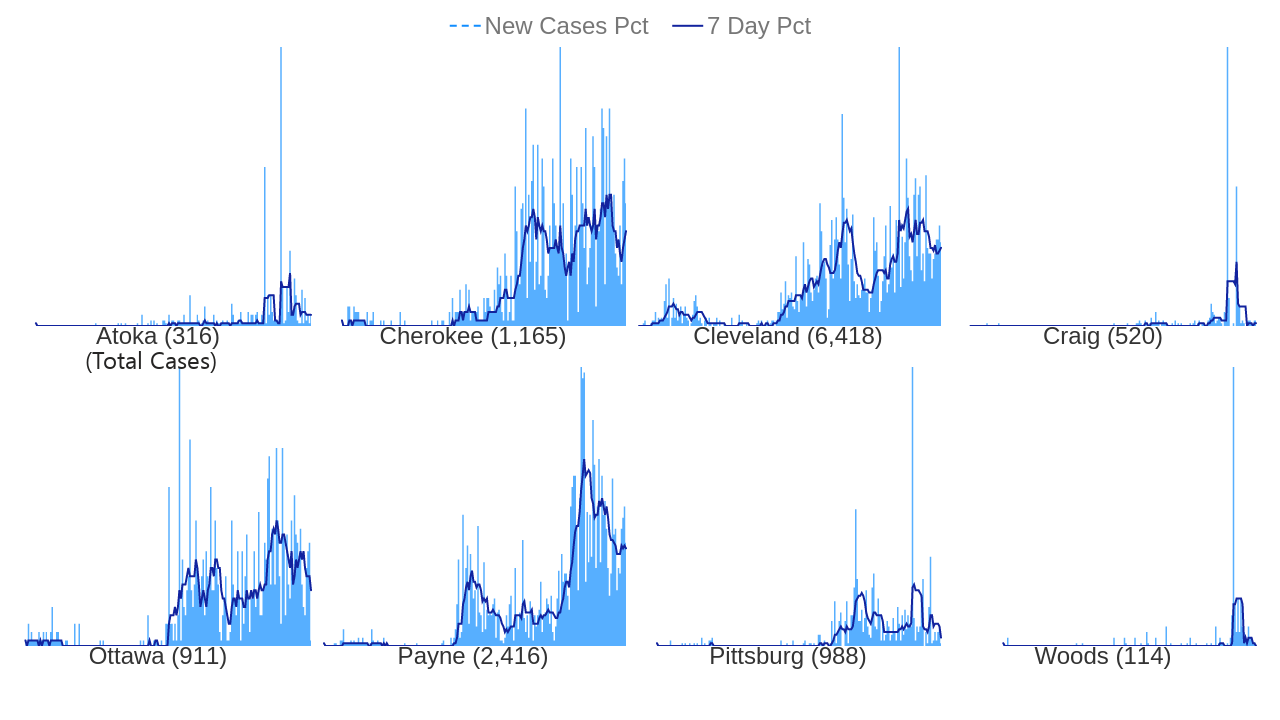 New Cases Pct 7 Day Pct
Atoka (316) Cherokee (1,165) Cleveland (6,418) Craig (520)
(Total Cases)
Ottawa (911) Payne (2,416) Pittsburg (988) Woods (114)